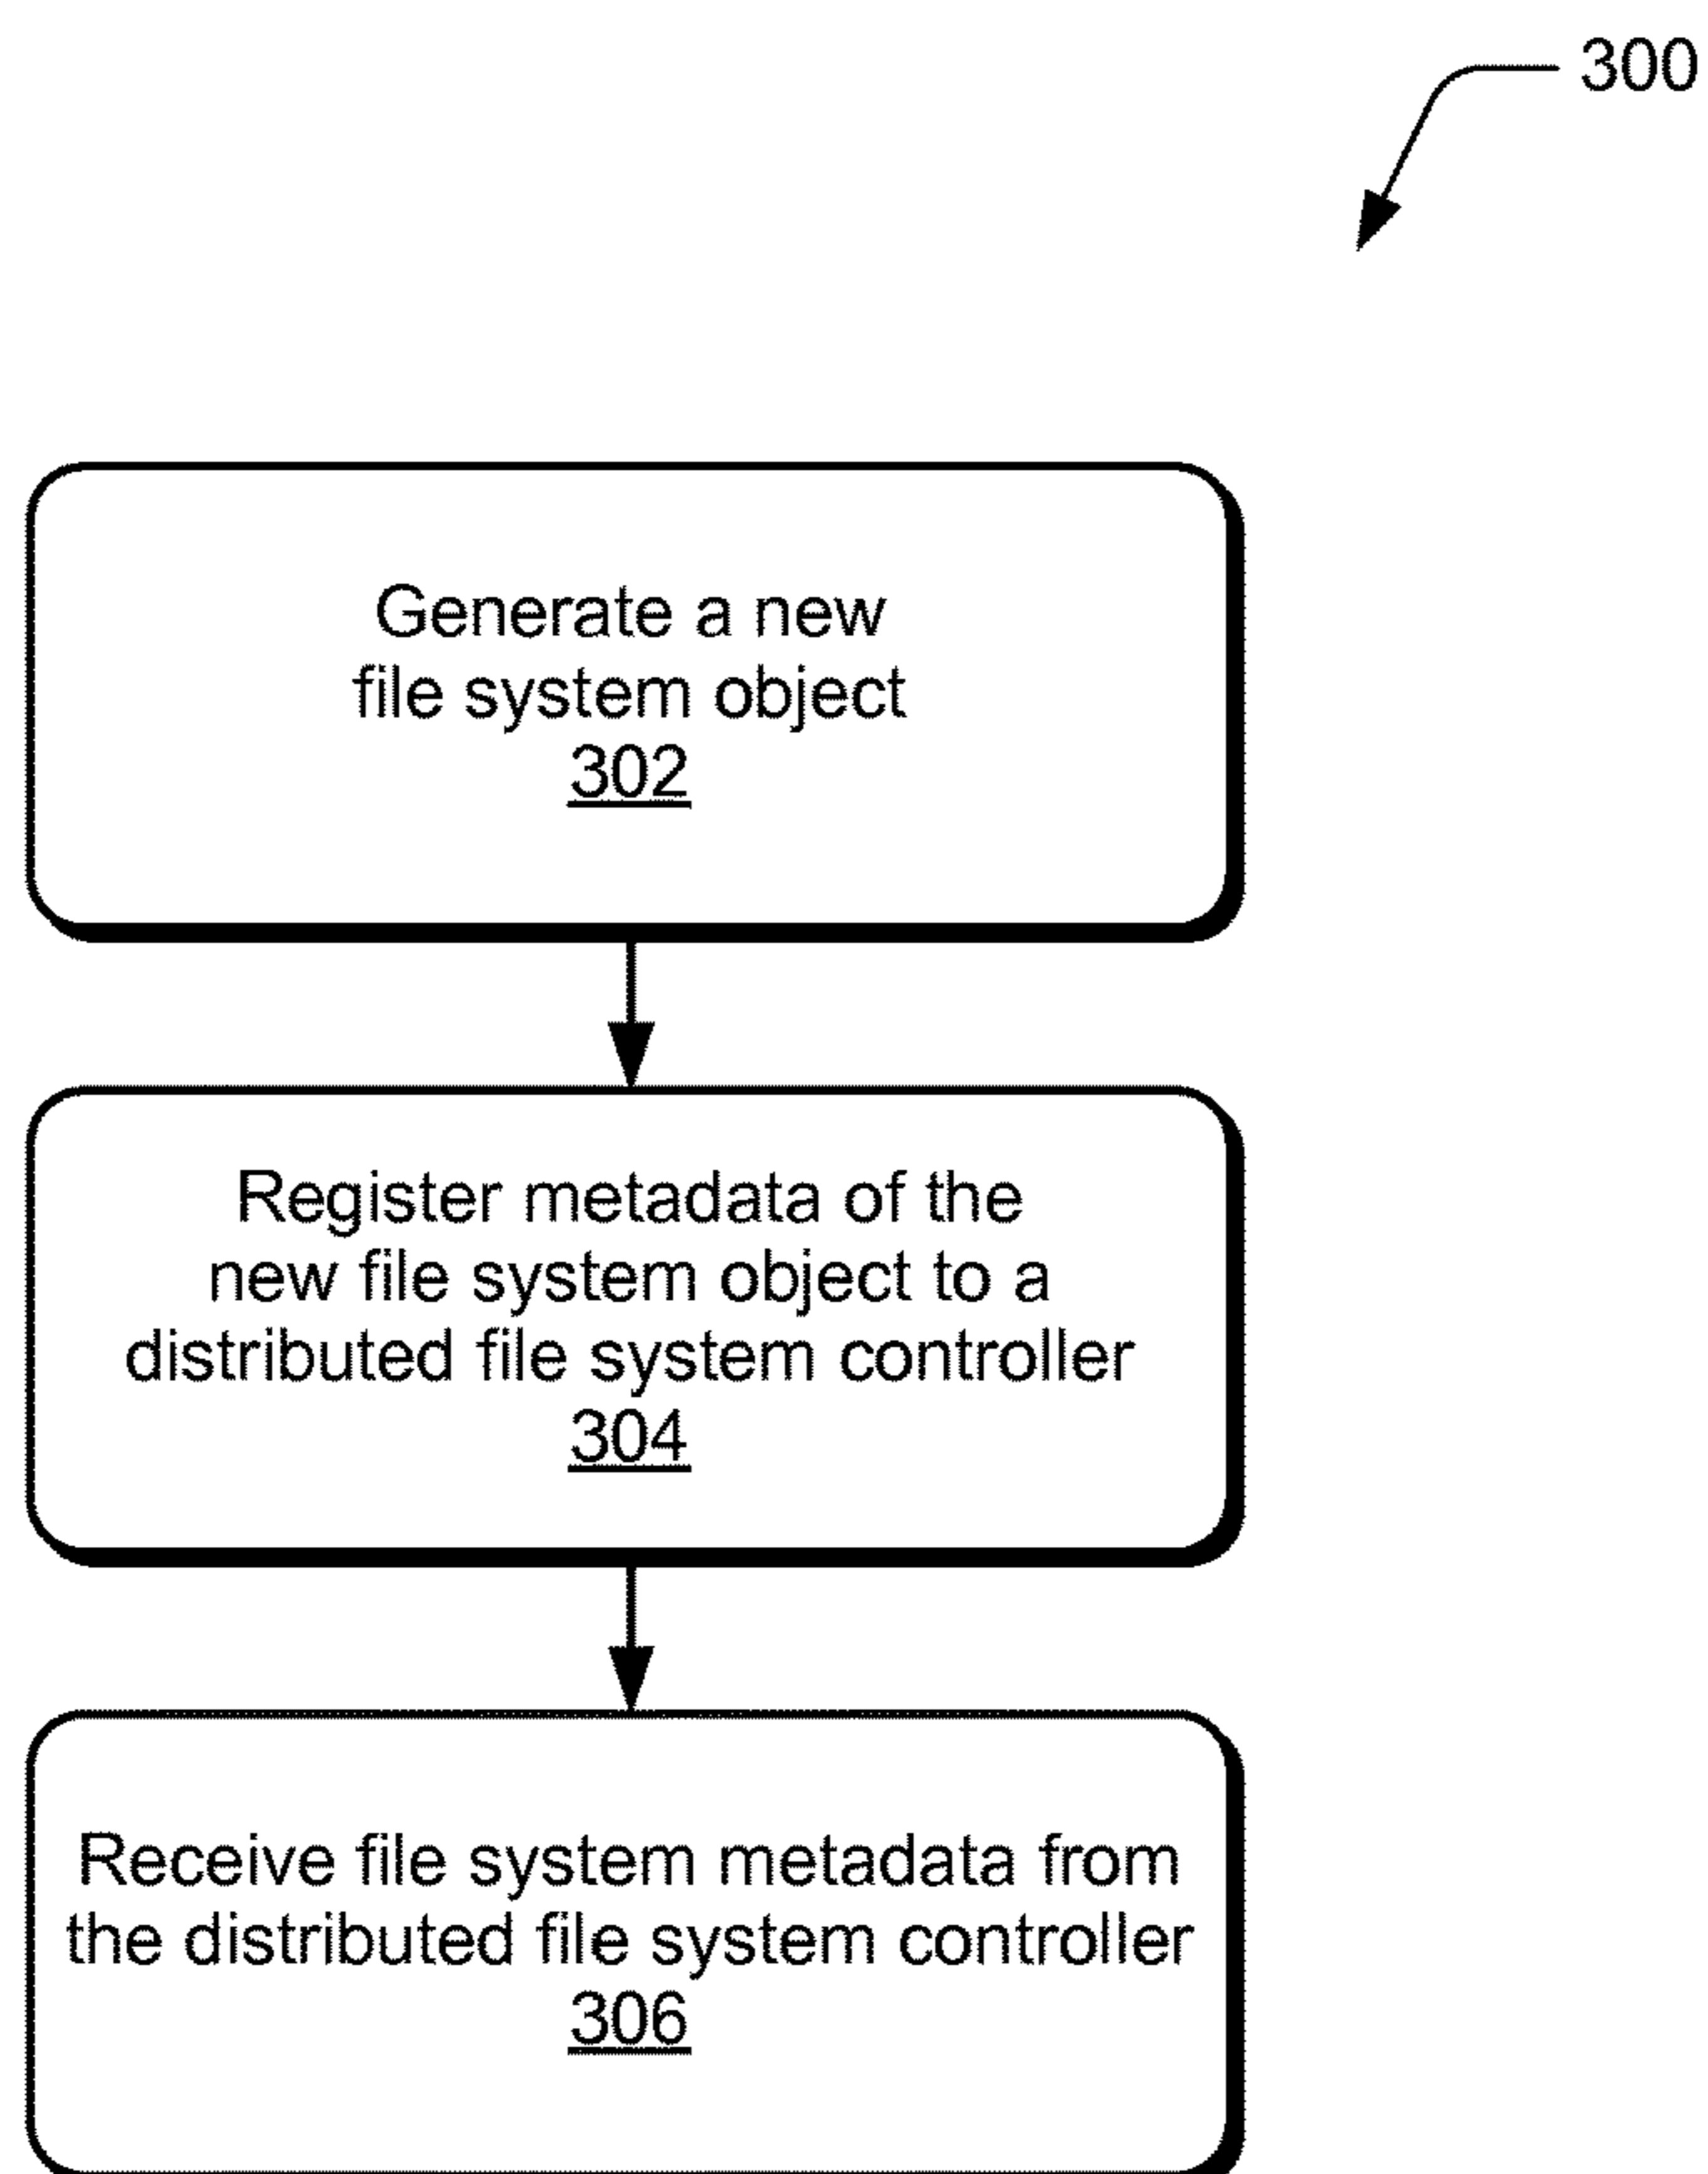 300
Generate a new
file system object
302
Register metadata of the
new file system object to a
distributed file system controller
304
Receive file system metadata from
the distributed file system controller
306